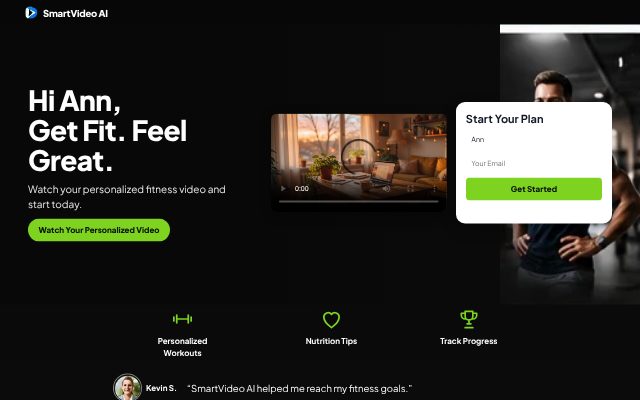 SmartVideo AI
Hi Ann,
Get Fit. Feel
Great.
Watch your personalized fitness video and
start today.
Watch Your Personalized Video
0:00
Start Your Plan
Ann
Your Email
Get Started
Personalized
Workouts
Nutrition Tips
Track Progress
Kevin S.
“SmartVideo AI helped me reach my fitness goals.”